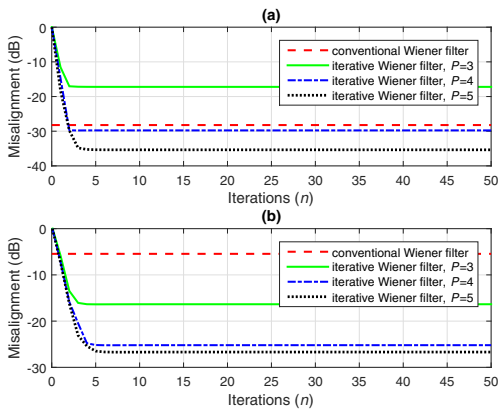 (a)
Misalignment (dB)
0
-10
-20
-30
-40
conventional Wiener filter
iterative Wiener filter, P=3
iterative Wiener filter, P=4
iterative Wiener filter, P=5
0 5 10 15 20 25 30 35 40 45 50
Iterations (n)
(b)
Misalignment (dB)
0
-10
-20
-30
conventional Wiener filter
iterative Wiener filter, P=3
iterative Wiener filter, P=4
iterative Wiener filter, P=5
0 5 10 15 20 25 30 35 40 45 50
Iterations (n)